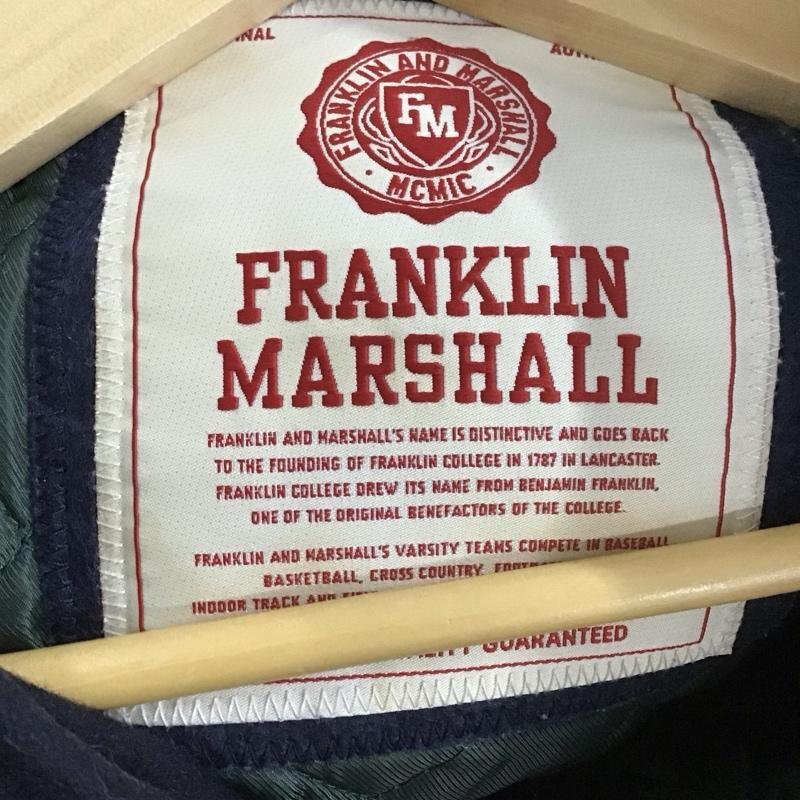 FRANKLIN AND MARSHALL
FM
· MCMIC ·
FRANKLIN
MARSHALL
FRANKLIN AND MARSHALL'S NAME IS DISTINCTIVE AND GOES BACK
TO THE FOUNDING OF FRANKLIN COLLEGE IN 1787 IN LANCASTER.
FRANKLIN COLLEGE DREW ITS NAME FROM BENJAMIN FRANKLIN,
ONE OF THE ORIGINAL BENEFACTORS OF THE COLLEGE.
FRANKLIN AND MARSHALL'S VARSITY TEAMS COMPETE IN BASEBALL
BASKETBALL, CROSS COUNTRY,
INDOOR TRACK AND
GUARANTEED